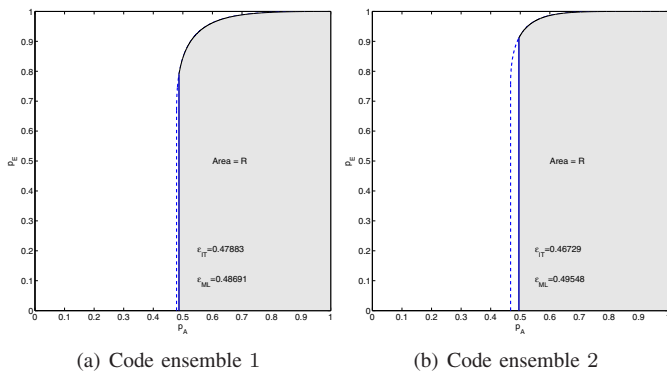 1
0.9
0.8
0.7
0.6
0.5
0.4
0.3
0.2
0.1
0
p_E
Area = R
ε_IT=0.47883
ε_ML=0.48691
0 0.1 0.2 0.3 0.4 0.5 0.6 0.7 0.8 0.9 1
p_A
(a) Code ensemble 1
1
0.9
0.8
0.7
0.6
0.5
0.4
0.3
0.2
0.1
0
p_E
Area = R
ε_IT=0.46729
ε_ML=0.49548
0 0.1 0.2 0.3 0.4 0.5 0.6 0.7 0.8 0.9 1
p_A
(b) Code ensemble 2